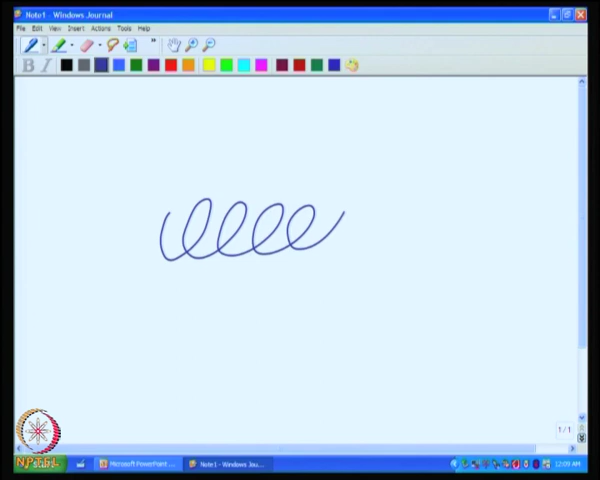 Note1 - Windows Journal
File Edit View Insert Actions Tools Help
B I
1/1
NPTEL
start Microsoft PowerPoint ... Note1 - Windows Jou... 12:09 AM